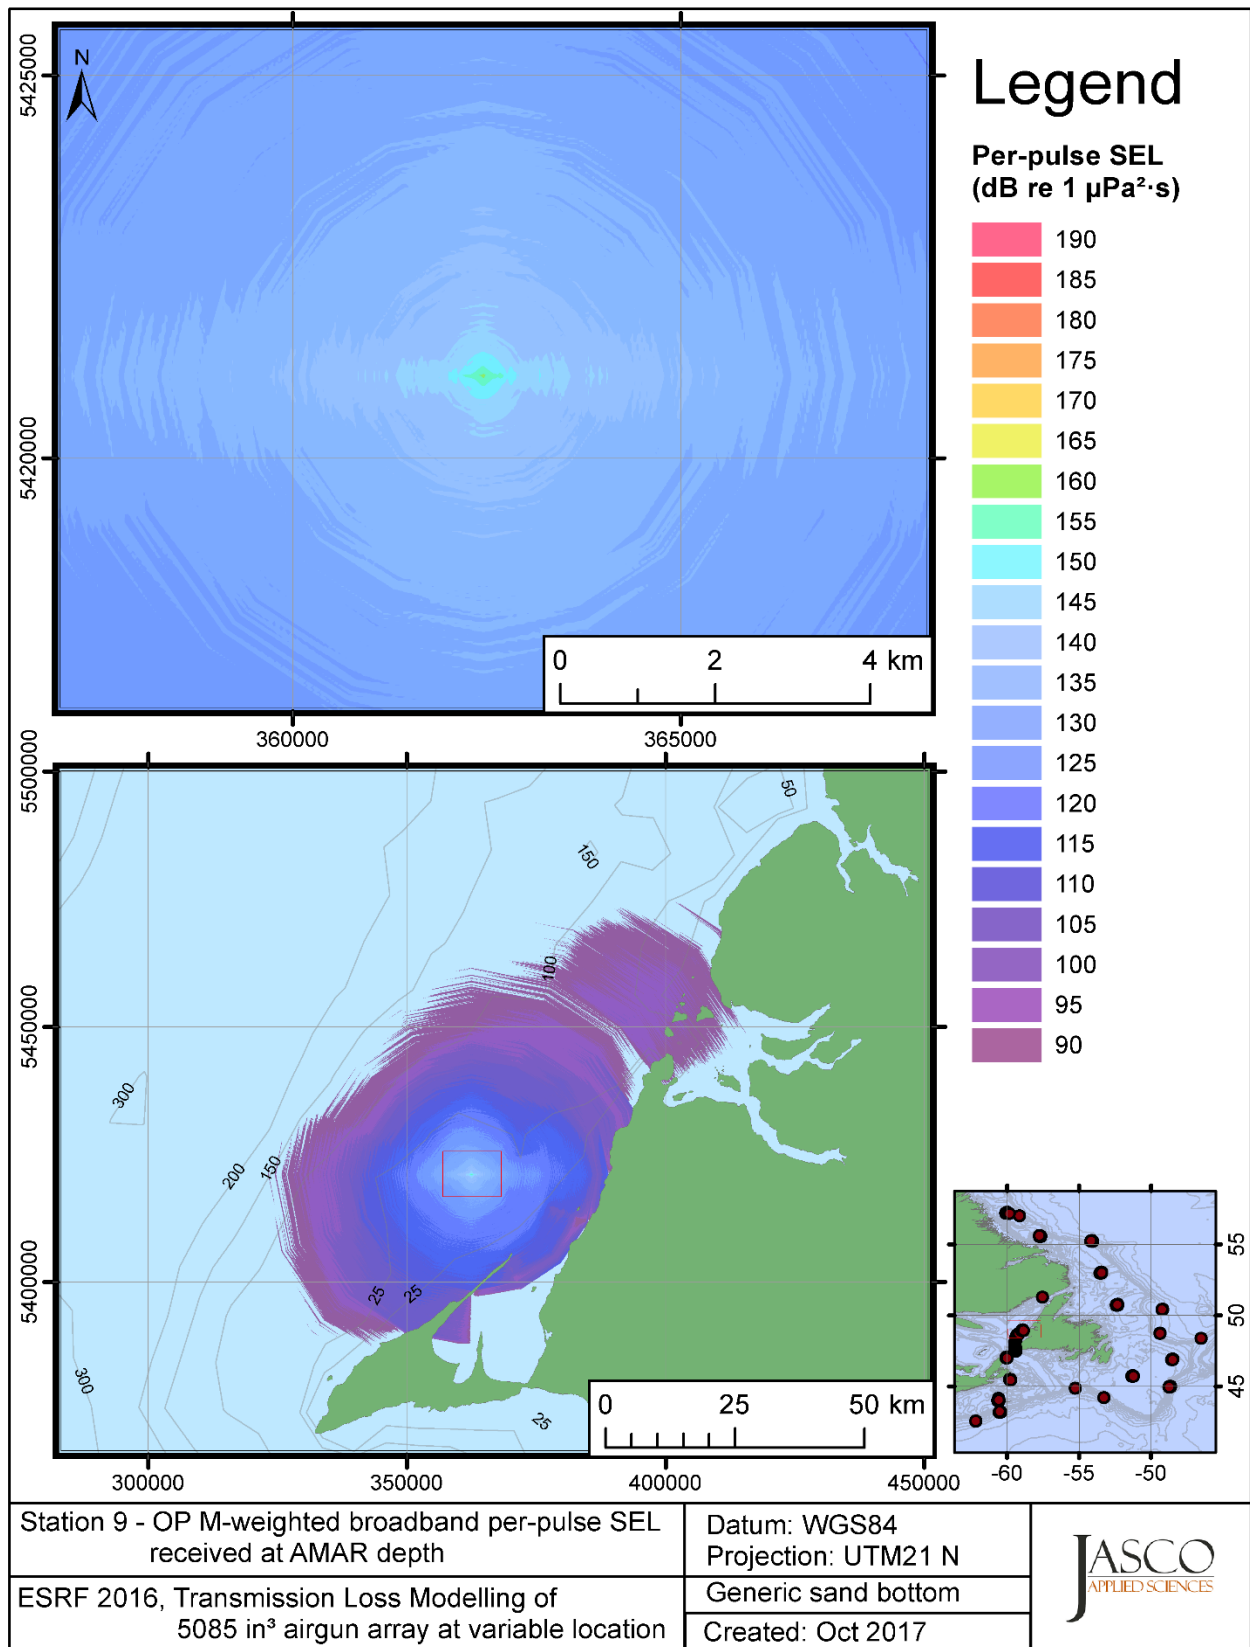 N
5425000
5420000
0 2 4 km
360000 365000
Legend
Per-pulse SEL
(dB re 1 µPa²·s)
190
185
180
175
170
165
160
155
150
145
140
135
130
125
120
115
110
105
100
95
90
5500000
5450000
5400000
50
150
100
300
200
150
25
25
300
25
0 25 50 km
300000 350000 400000 450000
55
50
45
-60 -55 -50
Station 9 - OP M-weighted broadband per-pulse SEL
received at AMAR depth
ESRF 2016, Transmission Loss Modelling of
5085 in³ airgun array at variable location
Datum: WGS84
Projection: UTM21 N
Generic sand bottom
Created: Oct 2017
JASCO
APPLIED SCIENCES